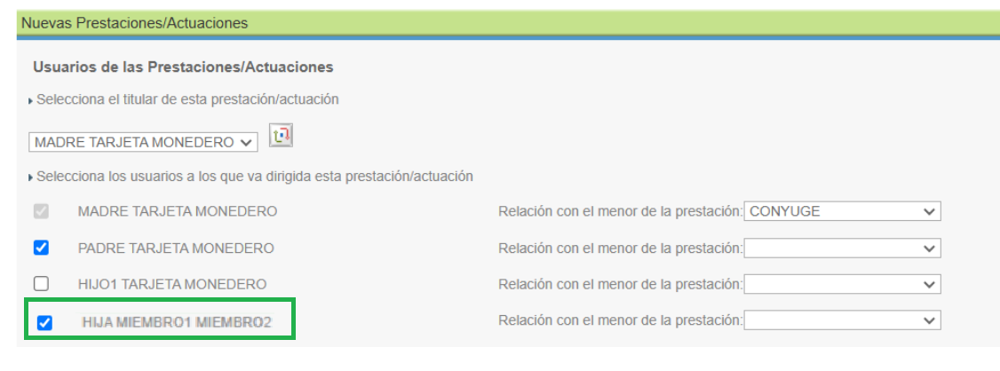 Nuevas Prestaciones/Actuaciones
Usuarios de las Prestaciones/Actuaciones
Selecciona el titular de esta prestación/actuación
MADRE TARJETA MONEDERO
Selecciona los usuarios a los que va dirigida esta prestación/actuación
MADRE TARJETA MONEDERO Relación con el menor de la prestación: CONYUGE
PADRE TARJETA MONEDERO Relación con el menor de la prestación:
HIJO1 TARJETA MONEDERO Relación con el menor de la prestación:
HIJA MIEMBRO1 MIEMBRO2 Relación con el menor de la prestación: